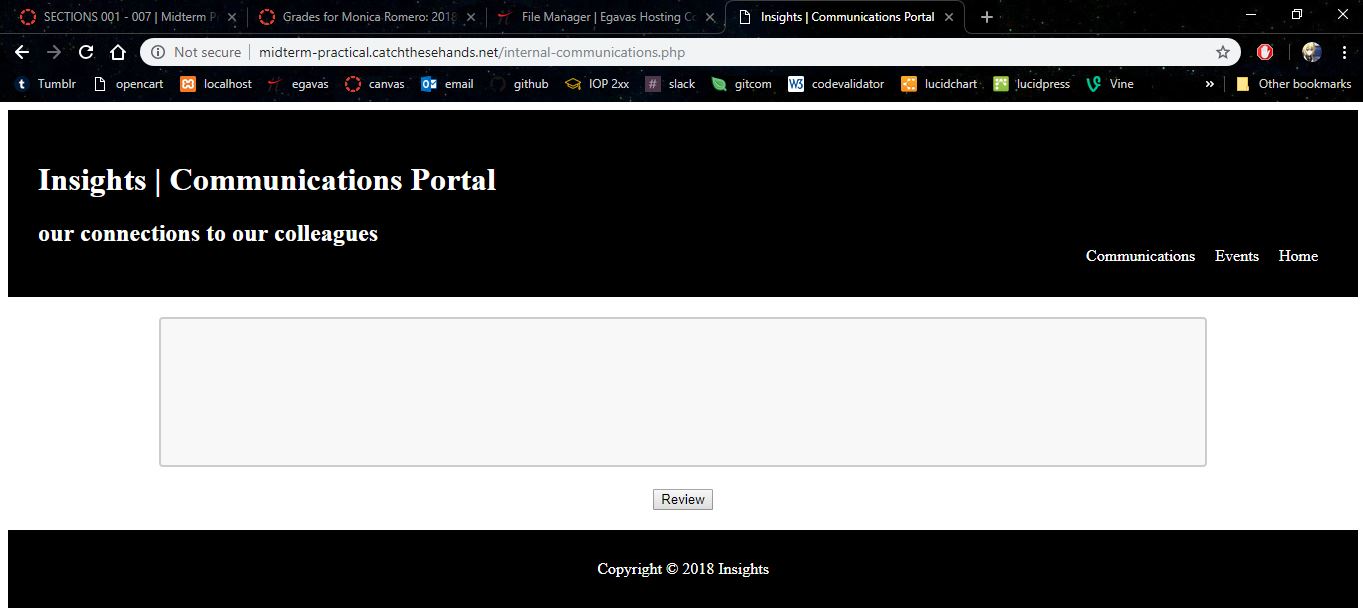 SECTIONS 001 - 007 | Midterm P
Grades for Monica Romero: 2018
File Manager | Egavas Hosting Co
Insights | Communications Portal
Not secure | midterm-practical.catchthesehands.net/internal-communications.php
Tumblr opencart localhost egavas canvas email github IOP 2xx slack gitcom codevalidator lucidchart lucidpress Vine » Other bookmarks
Insights | Communications Portal
our connections to our colleagues
Communications Events Home
Review
Copyright © 2018 Insights